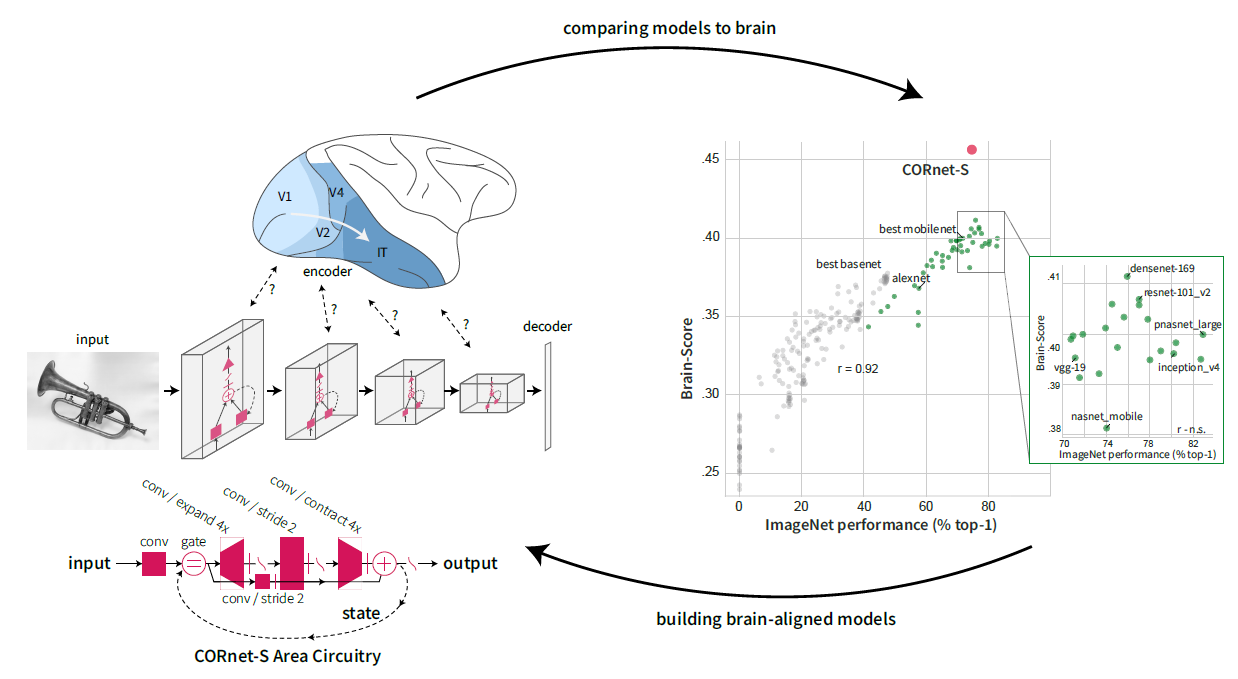 comparing models to brain
V1
V4
V2
IT
encoder
?
?
?
?
decoder
input
conv / expand 4x
conv / stride 2
conv / contract 4x
conv
gate
input
output
conv / stride 2
state
CORnet-S Area Circuitry
Brain-Score
.45
.40
.35
.30
.25
CORnet-S
best mobilenet
best basenet
alexnet
r = 0.92
0
20
40
60
80
ImageNet performance (% top-1)
Brain-Score
.41
.40
.39
.38
densenet-169
resnet-101_v2
pnasnet_large
vgg-19
inception_v4
nasnet_mobile
r - n.s.
70
74
76
78
82
ImageNet performance (% top-1)
building brain-aligned models